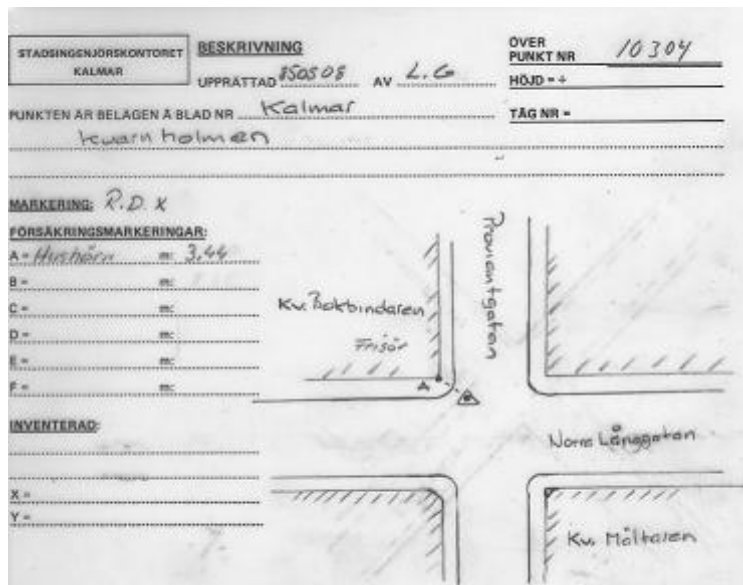 STADSINGENJÖRSKONTORET
KALMAR
BESKRIVNING
UPPRÄTTAD 850508 AV L.G
ÖVER
PUNKT NR 10304
HÖJD = +
PUNKTEN ÄR BELÄGEN Å BLAD NR Kalmar
TÅG NR =
Kvarnholmen
MARKERING: R.D. X
FÖRSÄKRINGSMARKERINGAR:
A = Hushörn m: 3,44
B = m:
C = m:
D = m:
E = m:
F = m:
INVENTERAD:
X =
Y =
Proviantgatan
Kv. Bokbindaren
Frisör
A
Norra Långgatan
Kv. Mältaren